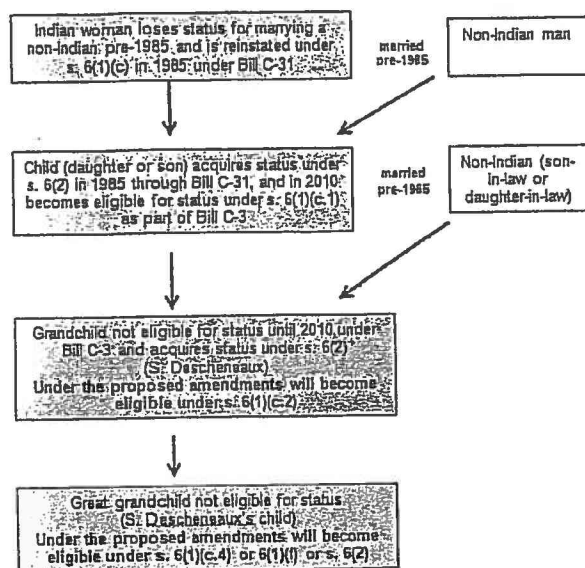 Indian woman loses status for marrying a
non-Indian pre-1985 and is reinstated under
s. 6(1)(c) in 1985 under Bill C-31
married
pre-1985
Non-Indian man
Child (daughter or son) acquires status under
s. 6(2) in 1985 through Bill C-31, and in 2010
becomes eligible for status under s. 6(1)(c.1)
as part of Bill C-3
married
pre-1985
Non-Indian (son-
in-law or
daughter-in-law)
Grandchild not eligible for status until 2010 under
Bill C-3 and acquires status under s. 6(2)
(S. Descheneaux)
Under the proposed amendments will become
eligible under s. 6(1)(c.2)
Great grandchild not eligible for status
(S. Descheneaux's child)
Under the proposed amendments will become
eligible under s. 6(1)(c.4) or 6(1)(f) or s. 6(2)